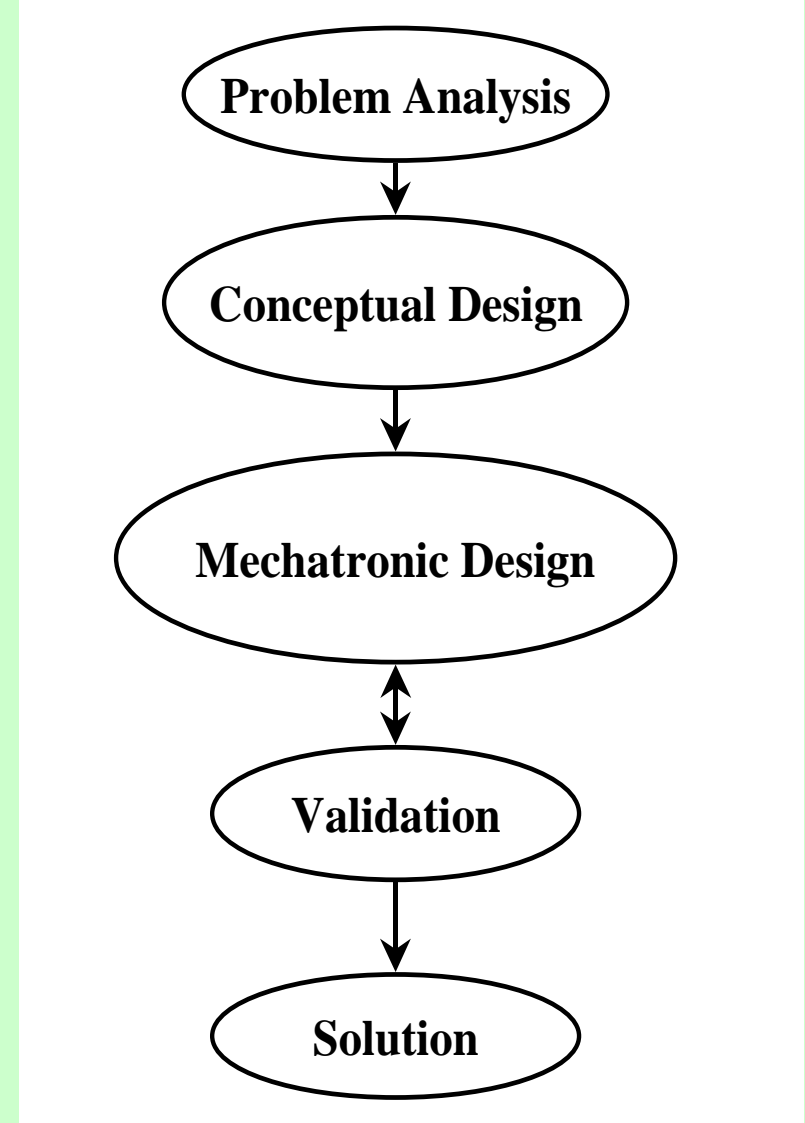 Problem Analysis
Conceptual Design
Mechatronic Design
Validation
Solution